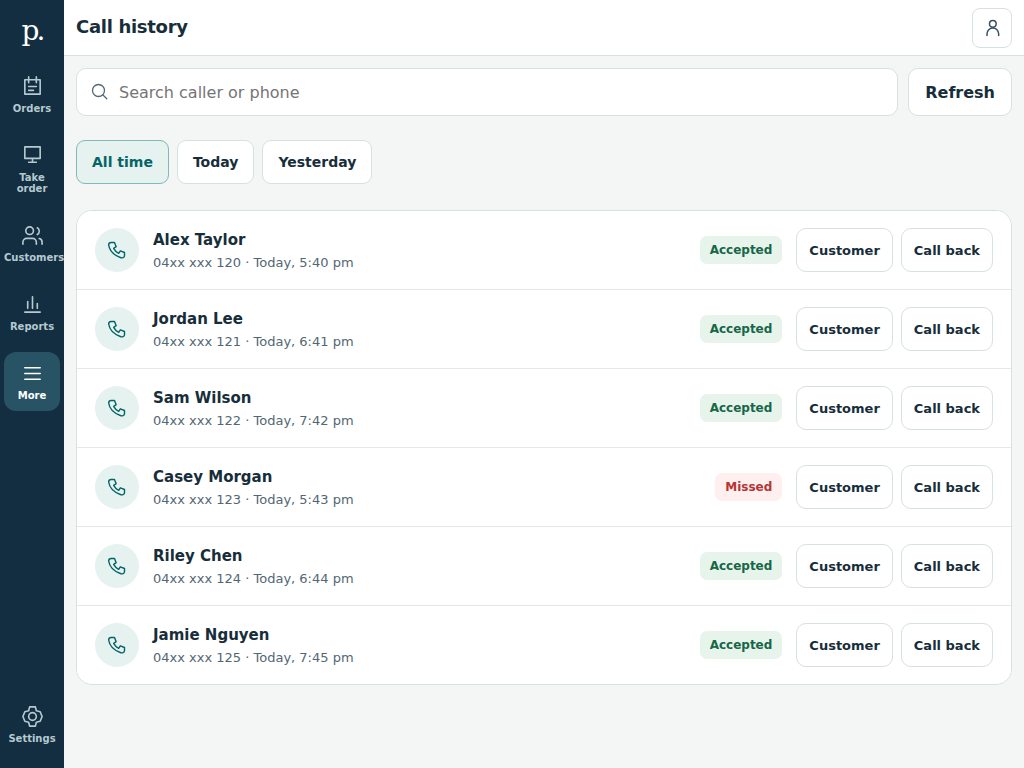 p.
Call history
Orders
Take
order
Customers
Reports
More
Settings
Search caller or phone
Refresh
All time
Today
Yesterday
Alex Taylor
04xx xxx 120 · Today, 5:40 pm
Accepted
Customer
Call back
Jordan Lee
04xx xxx 121 · Today, 6:41 pm
Accepted
Customer
Call back
Sam Wilson
04xx xxx 122 · Today, 7:42 pm
Accepted
Customer
Call back
Casey Morgan
04xx xxx 123 · Today, 5:43 pm
Missed
Customer
Call back
Riley Chen
04xx xxx 124 · Today, 6:44 pm
Accepted
Customer
Call back
Jamie Nguyen
04xx xxx 125 · Today, 7:45 pm
Accepted
Customer
Call back